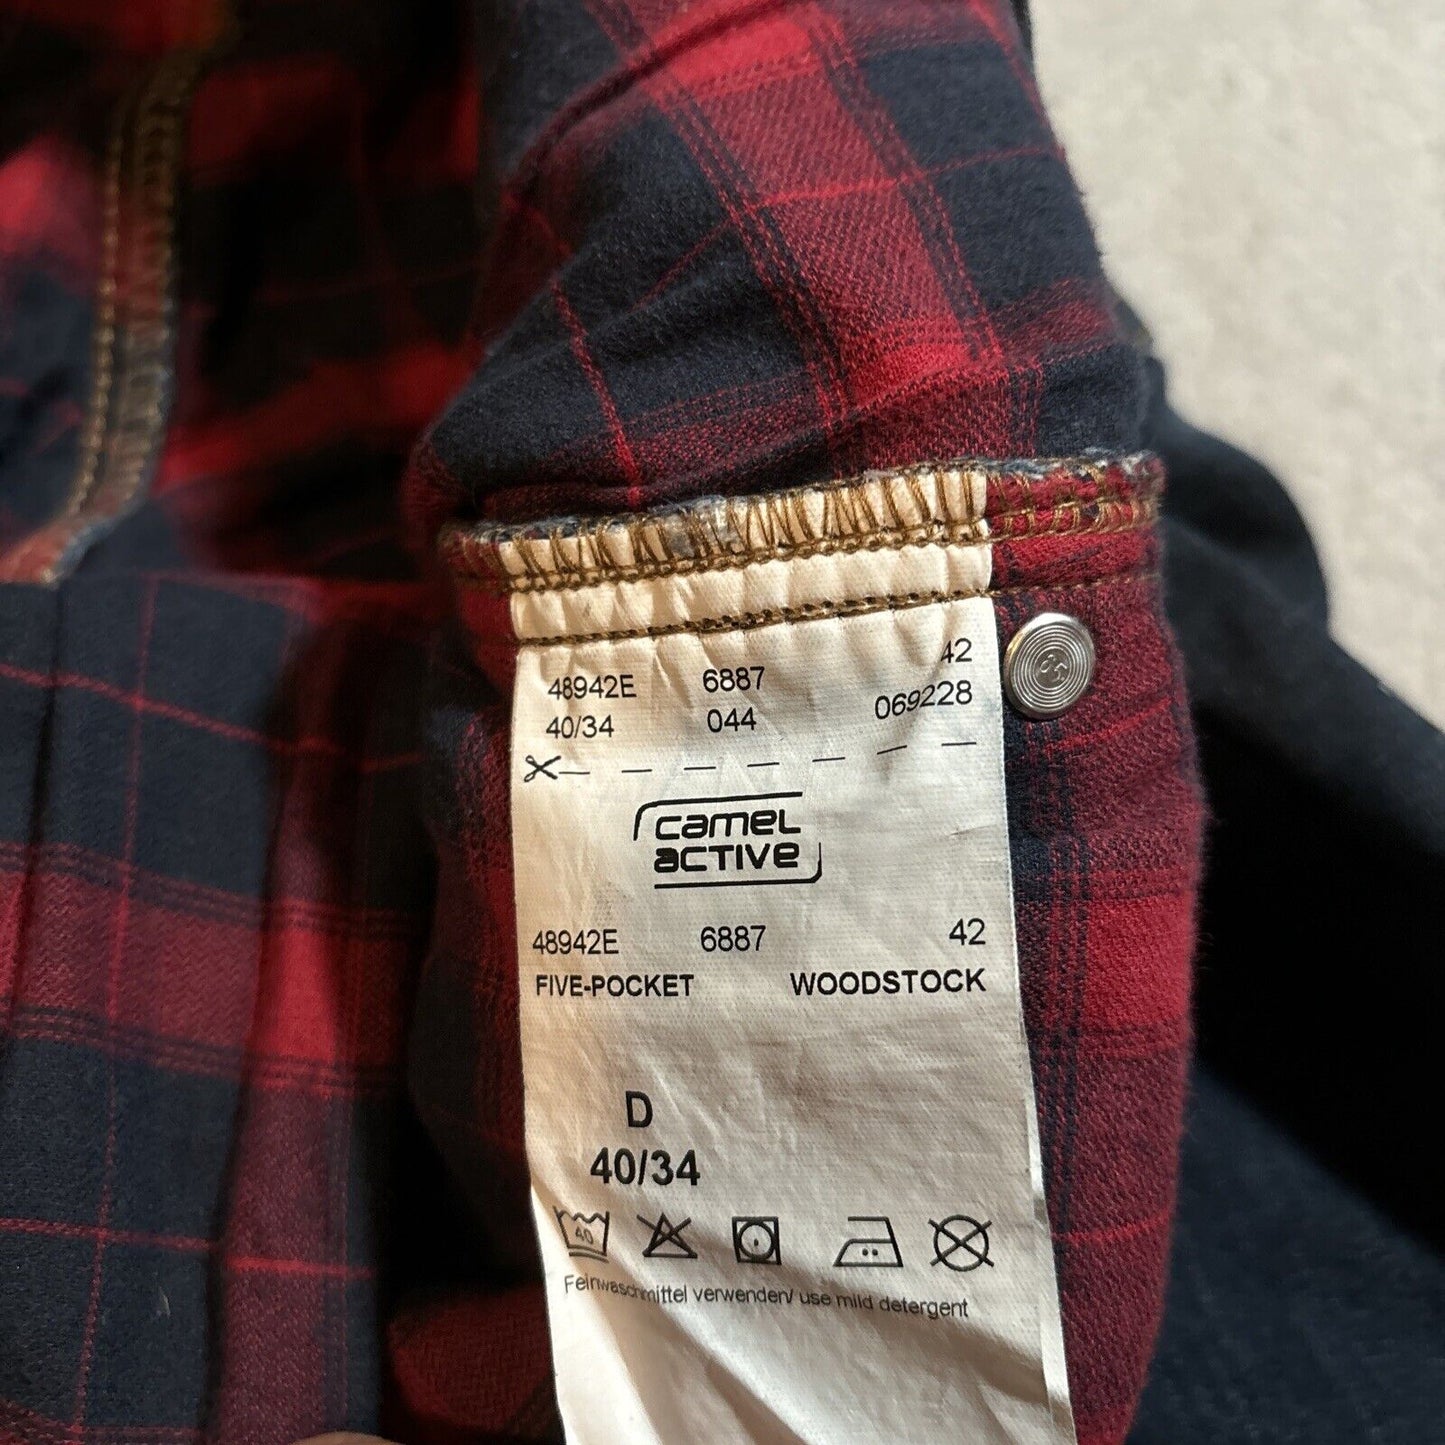 48942E 6887 42
40/34 044 069228
camel
active
48942E 6887 42
FIVE-POCKET WOODSTOCK
D
40/34
40
Feinwaschmittel verwenden/ use mild detergent